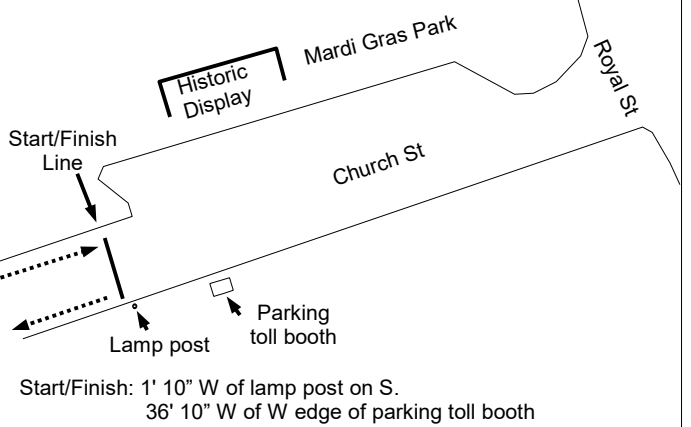 Mardi Gras Park
Royal St
Historic
Display
Start/Finish
Line
Church St
Parking
toll booth
Lamp post
Start/Finish: 1' 10” W of lamp post on S.
36' 10” W of W edge of parking toll booth